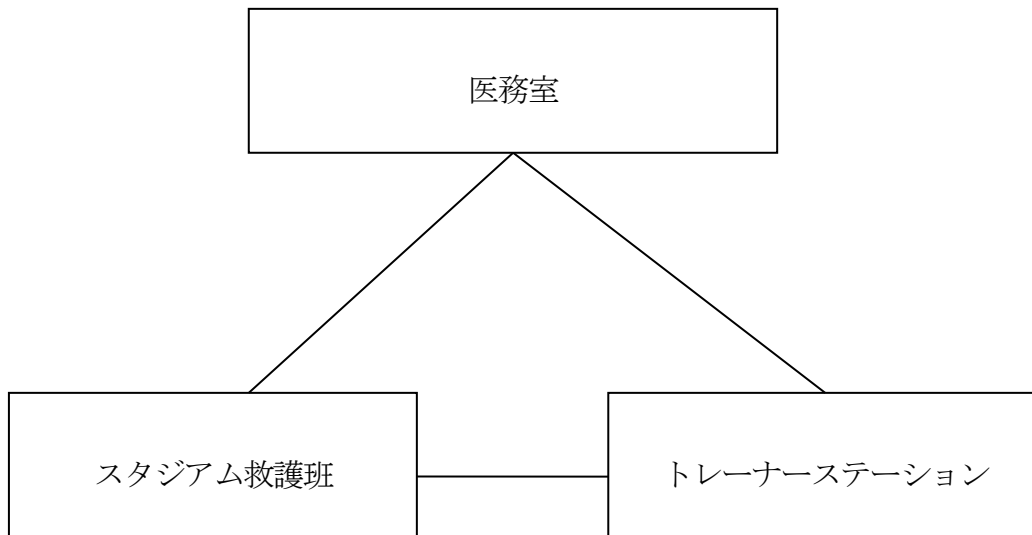 医務室
スタジアム救護班
トレーナーステーション